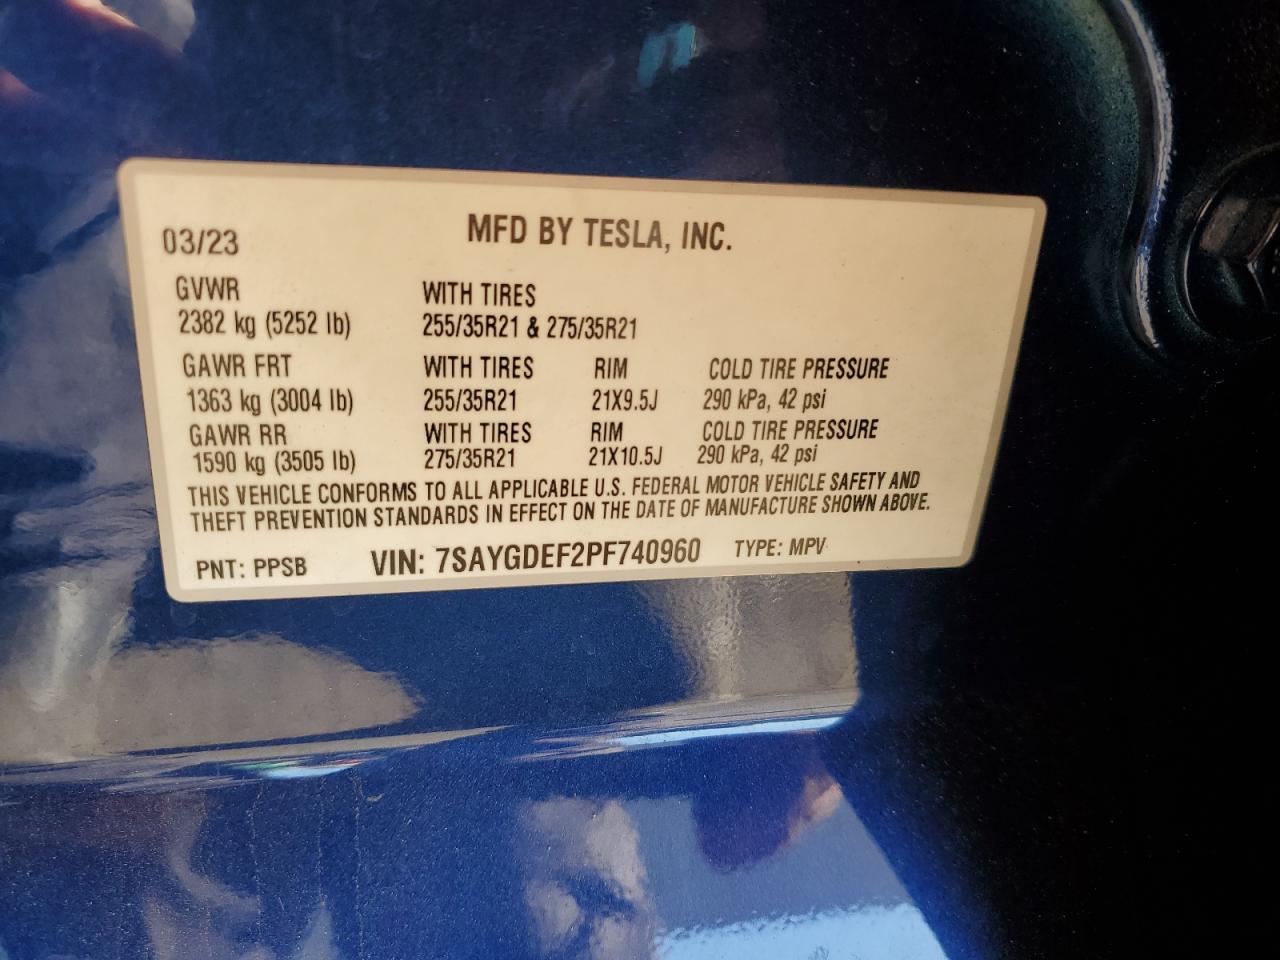 03/23 MFD BY TESLA, INC.
GVWR WITH TIRES
2382 kg (5252 lb) 255/35R21 & 275/35R21
GAWR FRT WITH TIRES RIM COLD TIRE PRESSURE
1363 kg (3004 lb) 255/35R21 21X9.5J 290 kPa, 42 psi
GAWR RR WITH TIRES RIM COLD TIRE PRESSURE
1590 kg (3505 lb) 275/35R21 21X10.5J 290 kPa, 42 psi
THIS VEHICLE CONFORMS TO ALL APPLICABLE U.S. FEDERAL MOTOR VEHICLE SAFETY AND
THEFT PREVENTION STANDARDS IN EFFECT ON THE DATE OF MANUFACTURE SHOWN ABOVE.
PNT: PPSB VIN: 7SAYGDEF2PF740960 TYPE: MPV